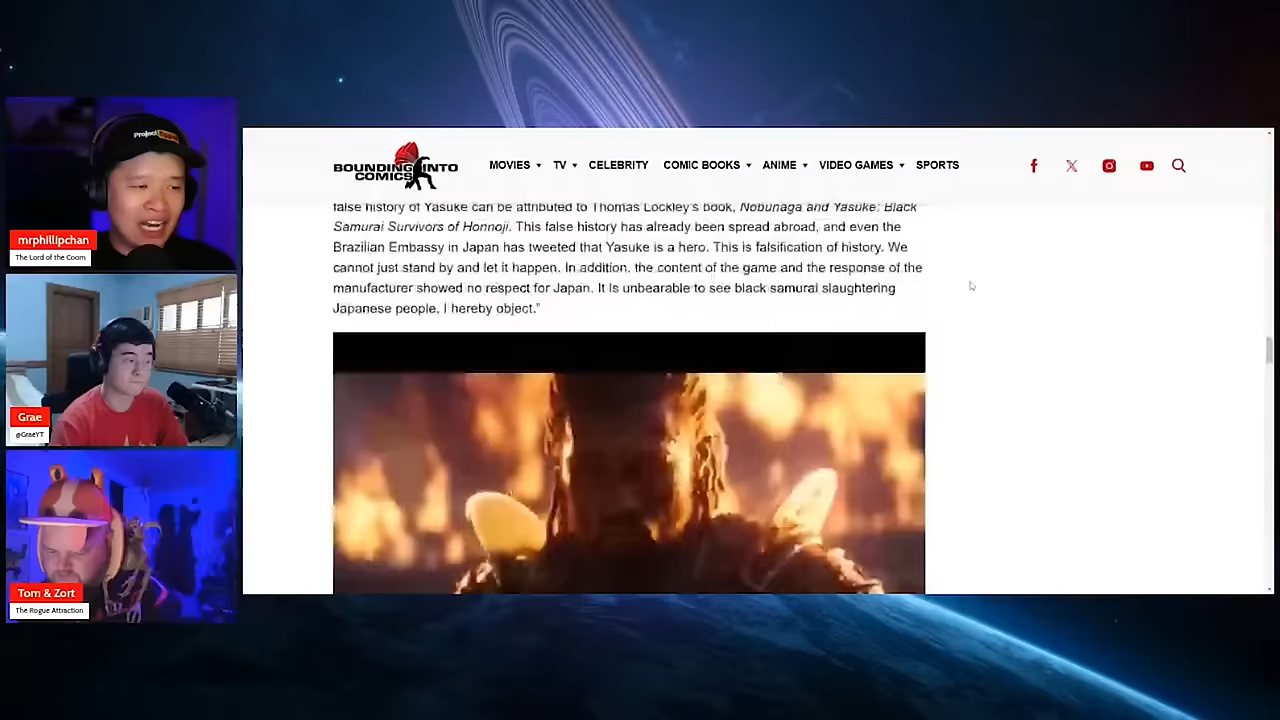 Project
mrphillipchan
The Lord of the Coom
Grae
@GraeYT
Tom & Zort
The Rogue Attraction
BOUNDING INTO
COMICS
MOVIES TV CELEBRITY COMIC BOOKS ANIME VIDEO GAMES SPORTS
false history of Yasuke can be attributed to Thomas Lockley's book, Nobunaga and Yasuke: Black
Samurai Survivors of Honnoji. This false history has already been spread abroad, and even the
Brazilian Embassy in Japan has tweeted that Yasuke is a hero. This is falsification of history. We
cannot just stand by and let it happen. In addition, the content of the game and the response of the
manufacturer showed no respect for Japan. It is unbearable to see black samurai slaughtering
Japanese people. I hereby object."